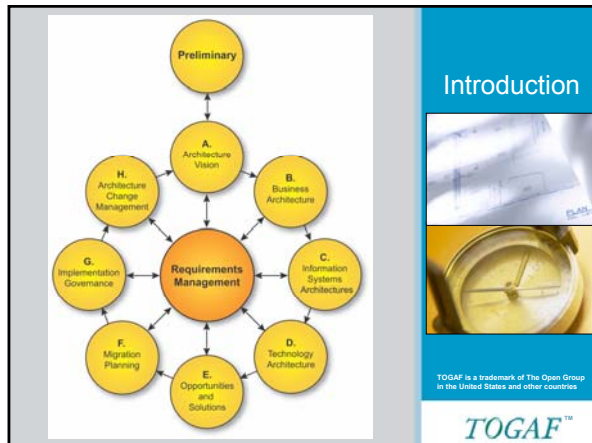 Preliminary
A.
Architecture
Vision
H.
Architecture
Change
Management
B.
Business
Architecture
G.
Implementation
Governance
Requirements
Management
C.
Information
Systems
Architectures
F.
Migration
Planning
D.
Technology
Architecture
E.
Opportunities
and
Solutions
Introduction
PLAN
TOGAF is a trademark of The Open Group
in the United States and other countries
TOGAF™